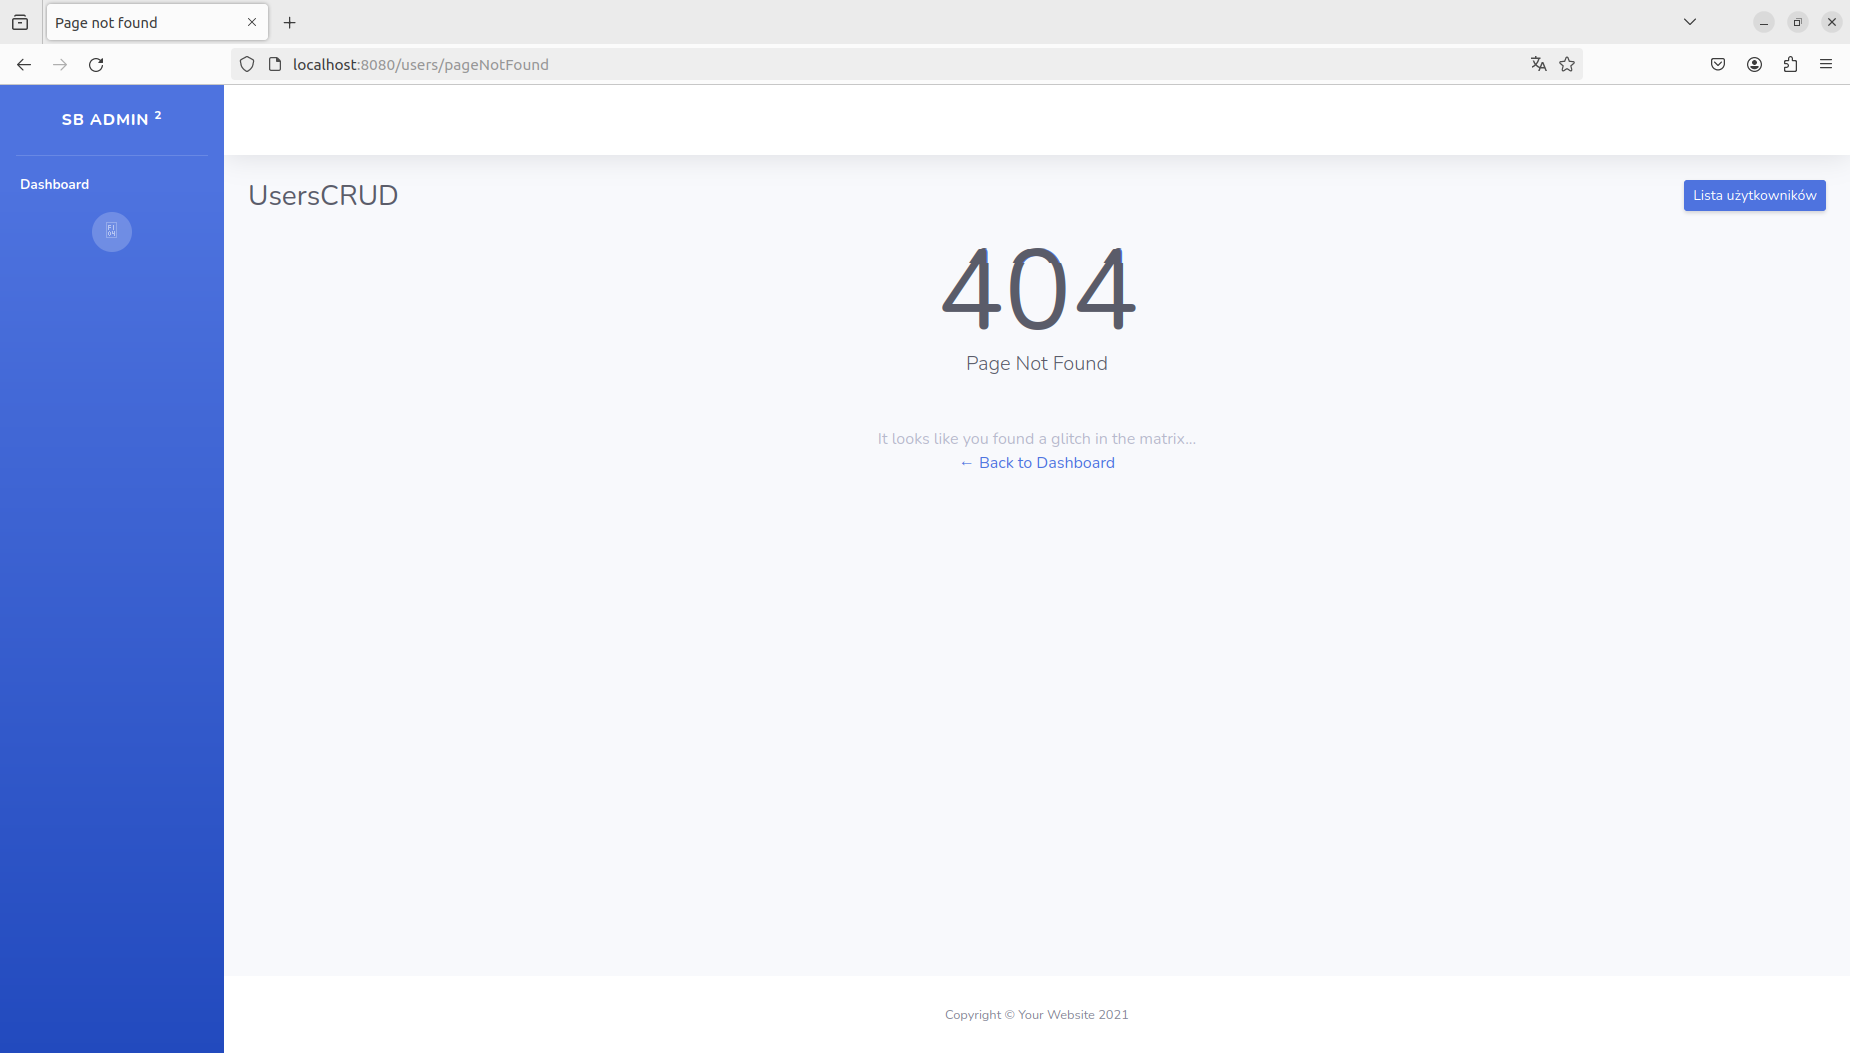 Page not found
localhost:8080/users/pageNotFound
SB ADMIN 2
Dashboard
UsersCRUD
Lista użytkowników
404
Page Not Found
It looks like you found a glitch in the matrix...
← Back to Dashboard
Copyright © Your Website 2021